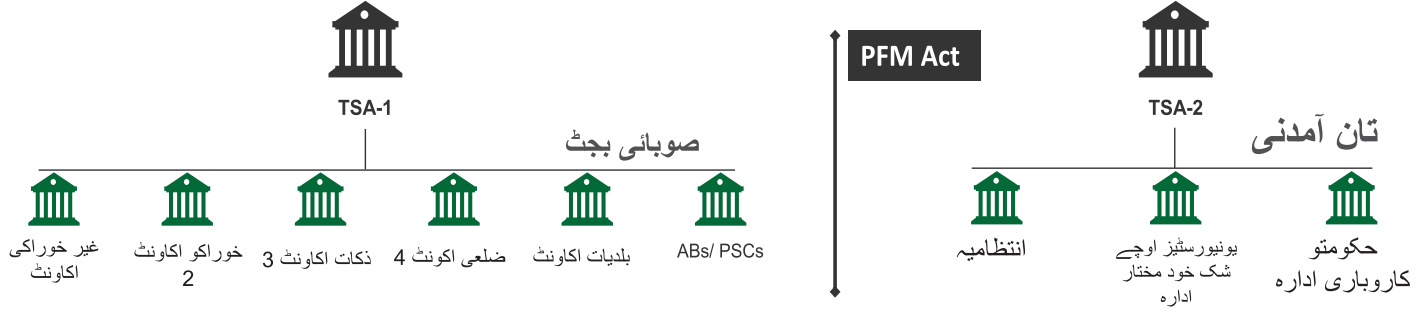 TSA-1
صوبائی بجٹ
غیر خوراکی
اکاونٹ
خوراکو اکاونٹ
2
ذکات اکاونٹ 3
ضلعی اکونٹ 4
بلدیات اکاونٹ
ABs/ PSCs
PFM Act
TSA-2
تان آمدنی
انتظامیہ
یونیورسٹیز اوچے
شک خود مختار
ادارہ
حکومتو
کاروباری ادارہ